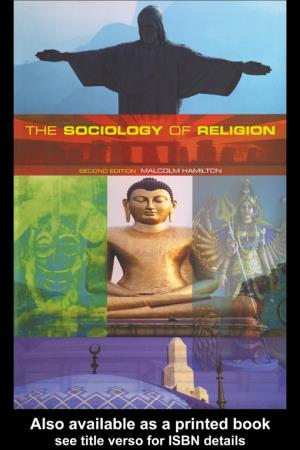 THE SOCIOLOGY OF RELIGION
SECOND EDITION MALCOLM HAMILTON
Also available as a printed book
see title verso for ISBN details